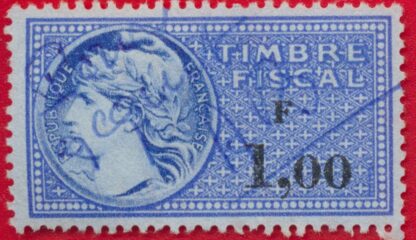 RÉPUBLIQUE FRANÇAISE
TIMBRE
FISCAL
F
1,00